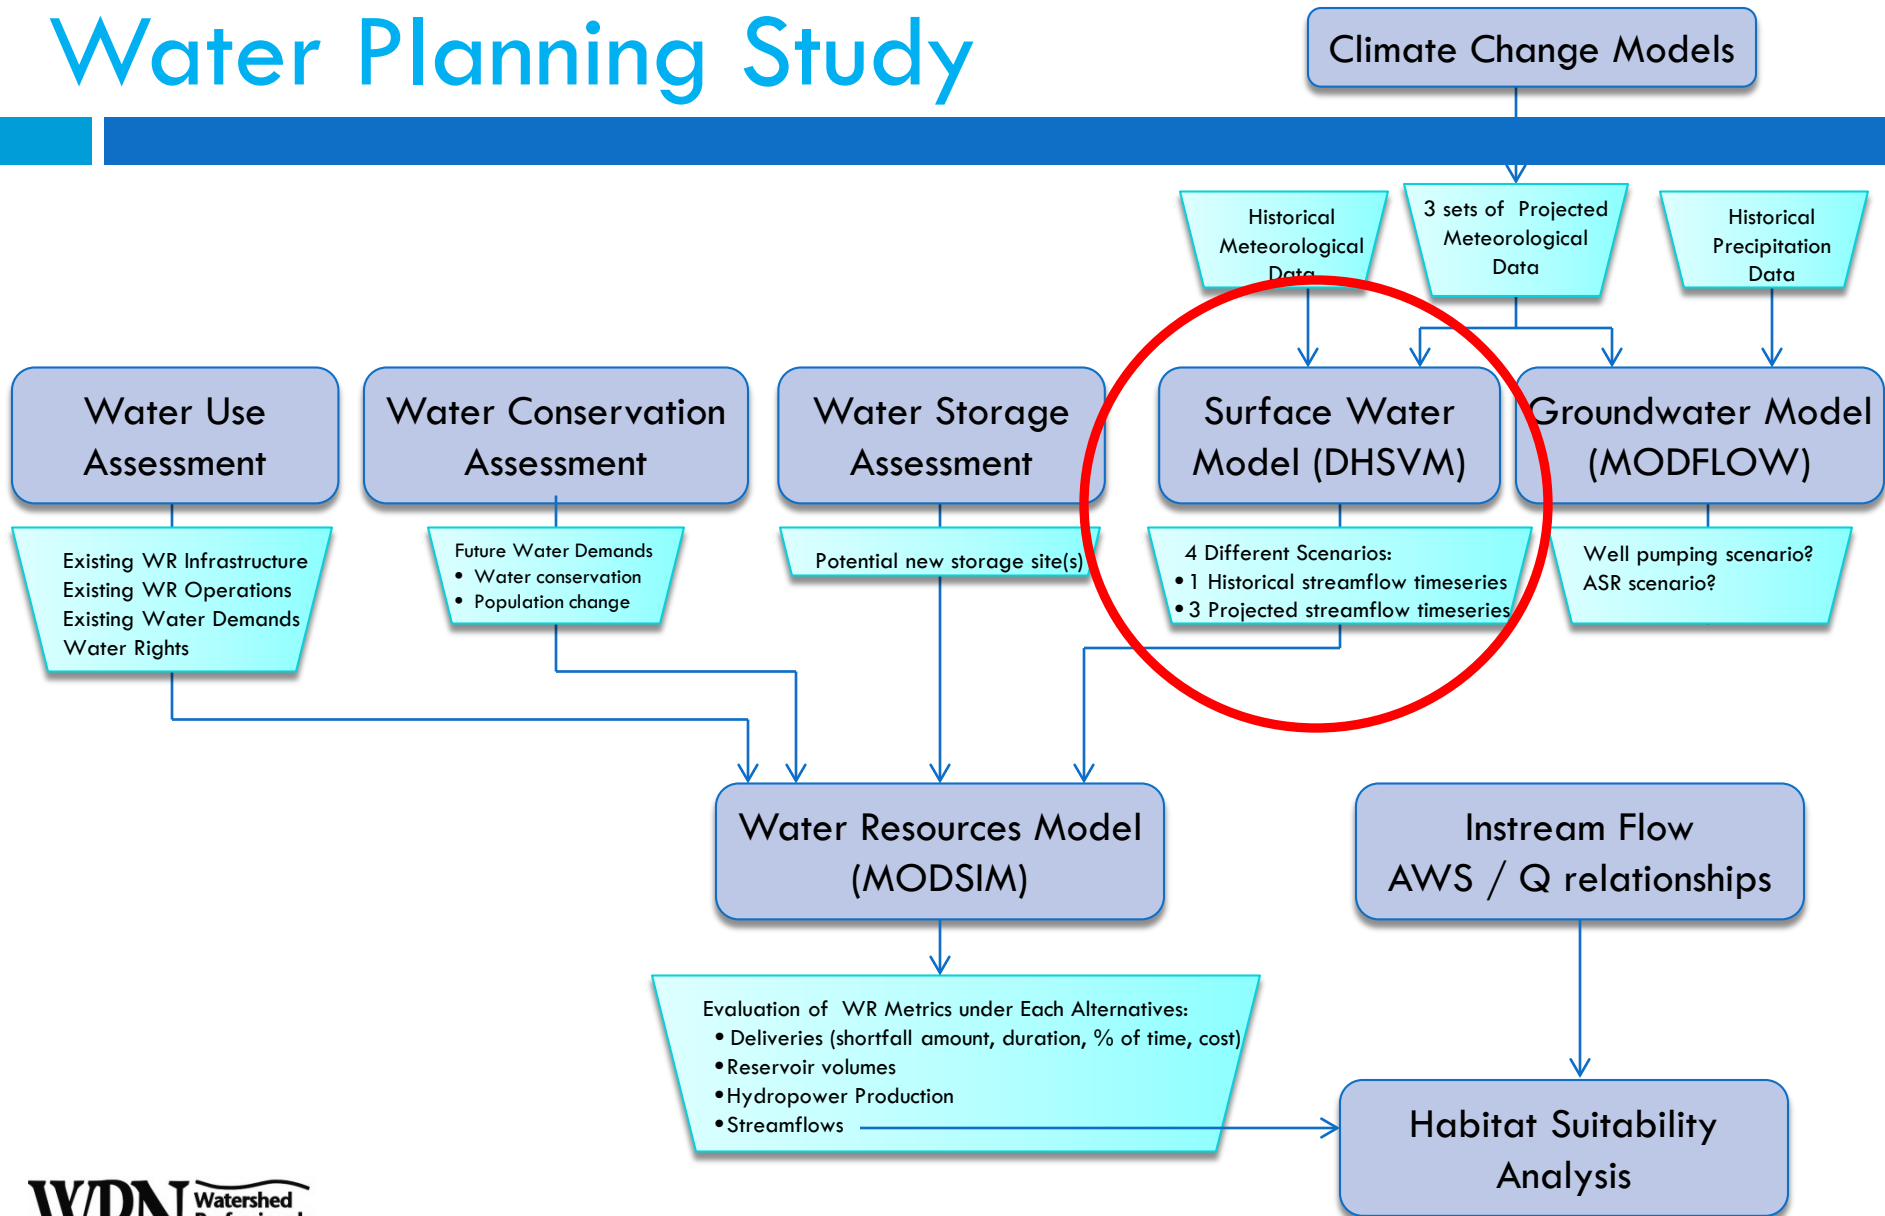 Water Planning Study
Climate Change Models
Historical
Meteorological
Data
3 sets of Projected
Meteorological
Data
Historical
Precipitation
Data
Water Use
Assessment
Water Conservation
Assessment
Water Storage
Assessment
Surface Water
Model (DHSVM)
Groundwater Model
(MODFLOW)
Existing WR Infrastructure
Existing WR Operations
Existing Water Demands
Water Rights
Future Water Demands
• Water conservation
• Population change
Potential new storage site(s)
4 Different Scenarios:
• 1 Historical streamflow timeseries
• 3 Projected streamflow timeseries
Well pumping scenario?
ASR scenario?
Water Resources Model
(MODSIM)
Instream Flow
AWS / Q relationships
Evaluation of WR Metrics under Each Alternatives:
• Deliveries (shortfall amount, duration, % of time, cost)
• Reservoir volumes
• Hydropower Production
• Streamflows
Habitat Suitability
Analysis
WPN
Watershed